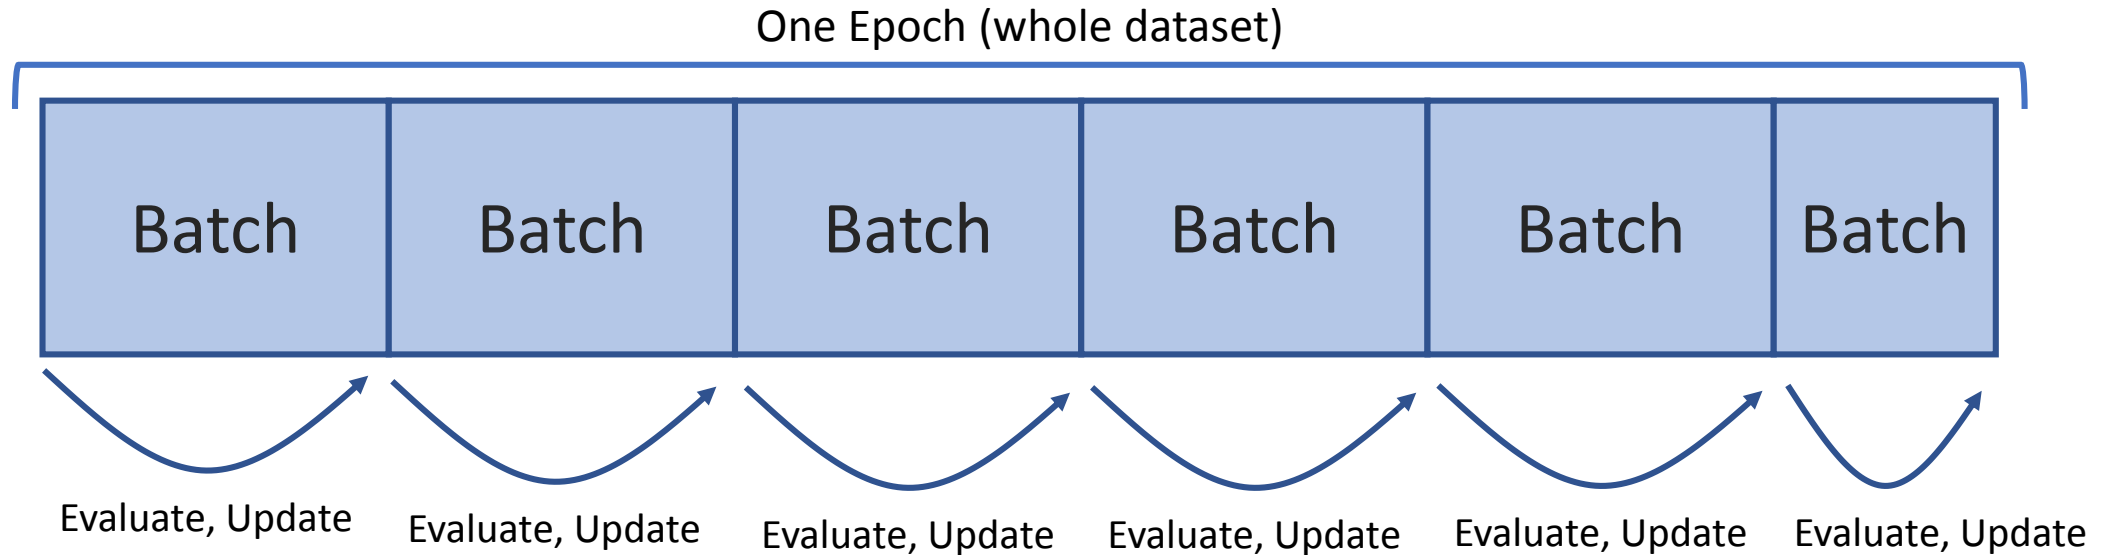 One Epoch (whole dataset)
Batch
Batch
Batch
Batch
Batch
Batch
Evaluate, Update
Evaluate, Update
Evaluate, Update
Evaluate, Update
Evaluate, Update
Evaluate, Update